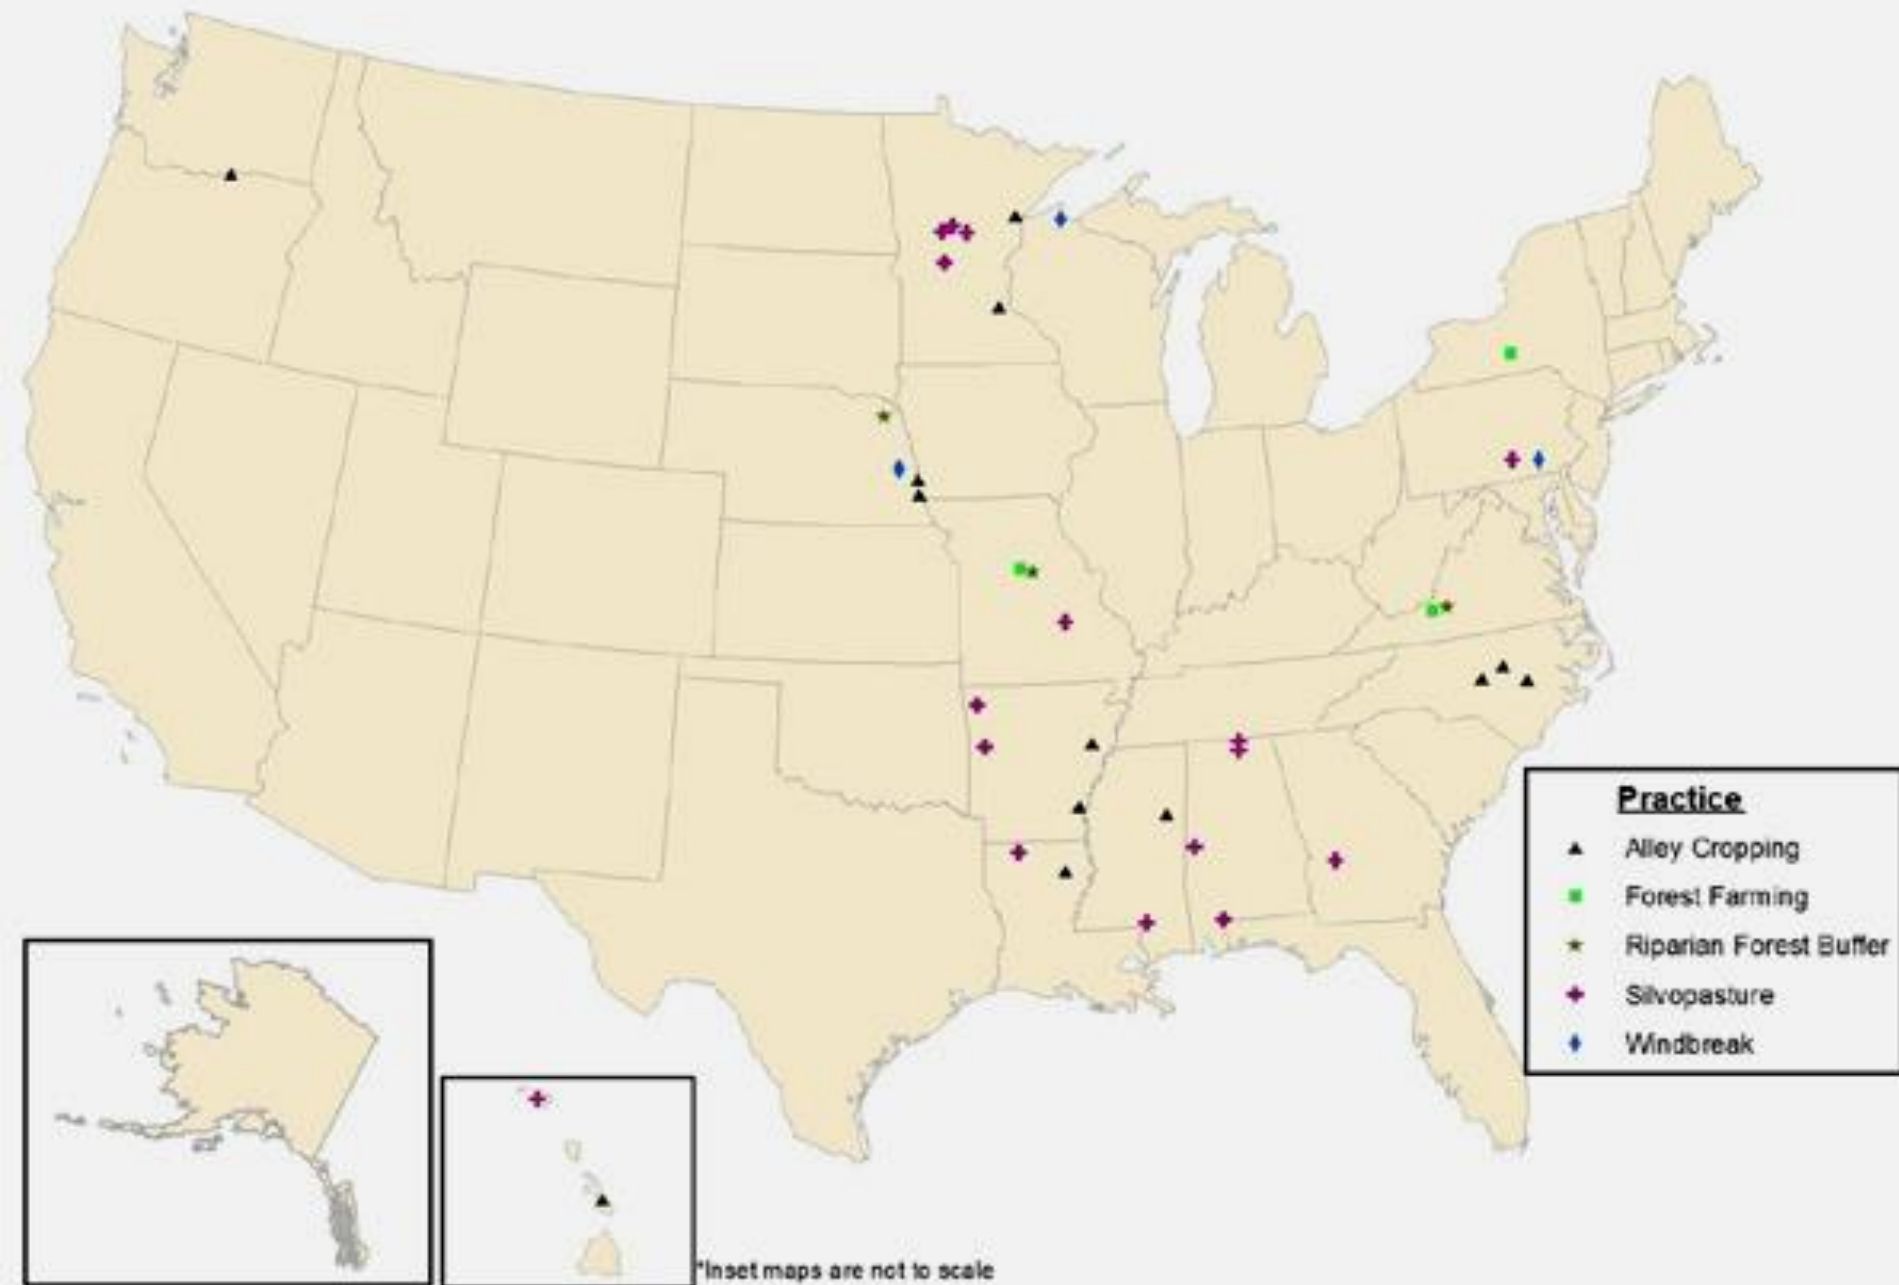 Practice
Alley Cropping
Forest Farming
Riparian Forest Buffer
Silvopasture
Windbreak
*Inset maps are not to scale